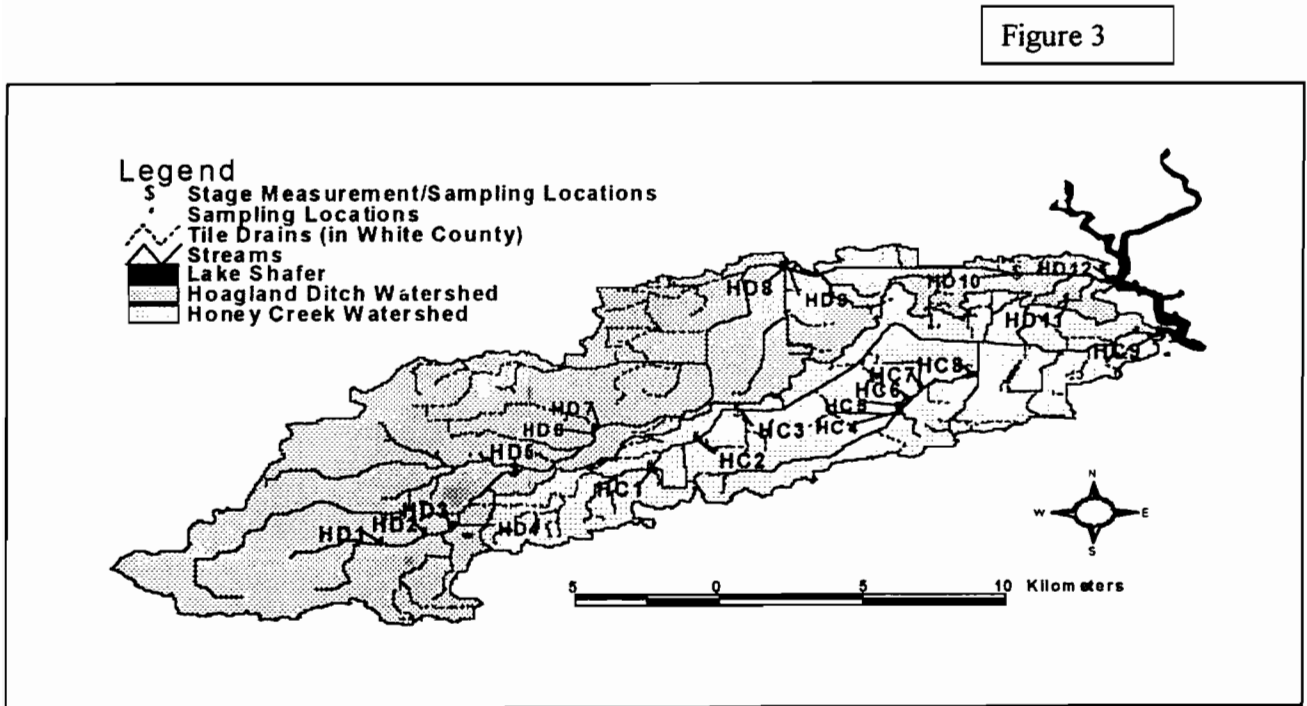 Figure 3
Legend
$ Stage Measurement/Sampling Locations
Sampling Locations
Tile Drains (in White County)
Streams
Lake Shafer
Hoagland Ditch Watershed
Honey Creek Watershed
HD8
HD9
HD10
HD12
HD11
HC9
HC7
HC8
HC6
HC5
HC4
HC3
HC2
HC1
HD7
HD6
HD5
HD3
HD2
HD1
HD4
N
W
E
S
5 0 5 10 Kilometers